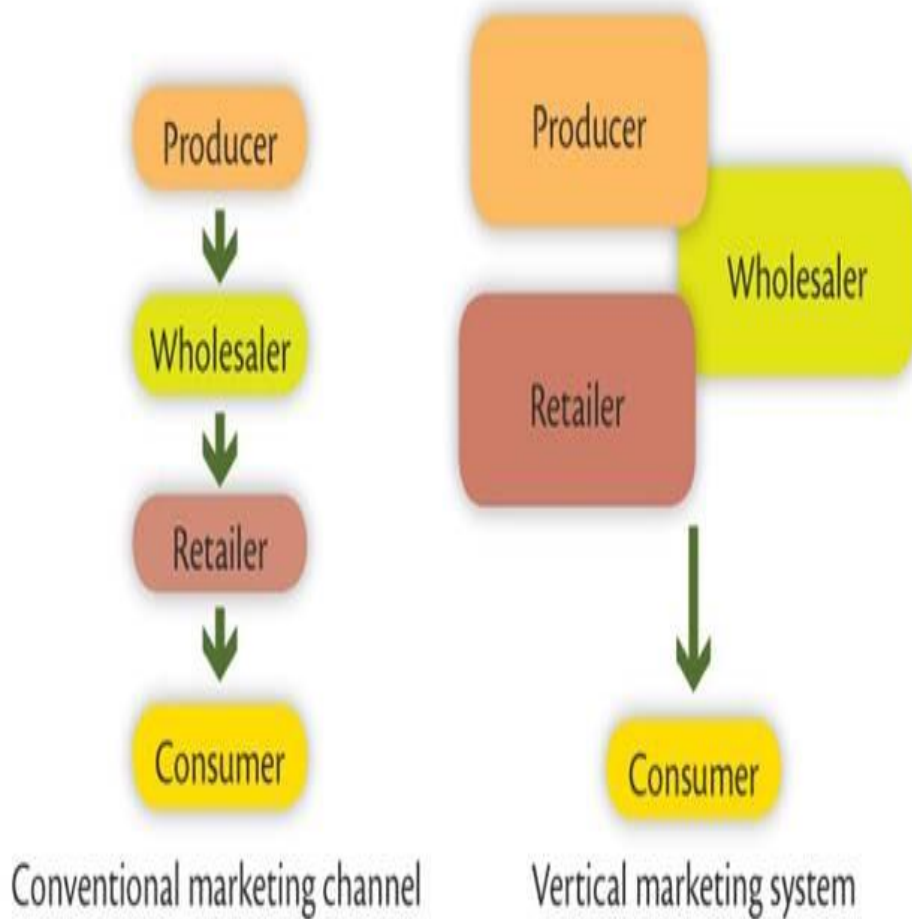 Producer
Wholesaler
Retailer
Consumer
Conventional marketing channel
Producer
Wholesaler
Retailer
Consumer
Vertical marketing system